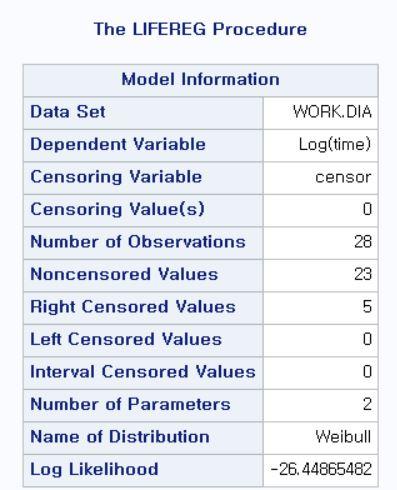 The LIFEREG Procedure
Model Information
Data Set WORK.DIA
Dependent Variable Log(time)
Censoring Variable censor
Censoring Value(s) 0
Number of Observations 28
Noncensored Values 23
Right Censored Values 5
Left Censored Values 0
Interval Censored Values 0
Number of Parameters 2
Name of Distribution Weibull
Log Likelihood -26.44865482